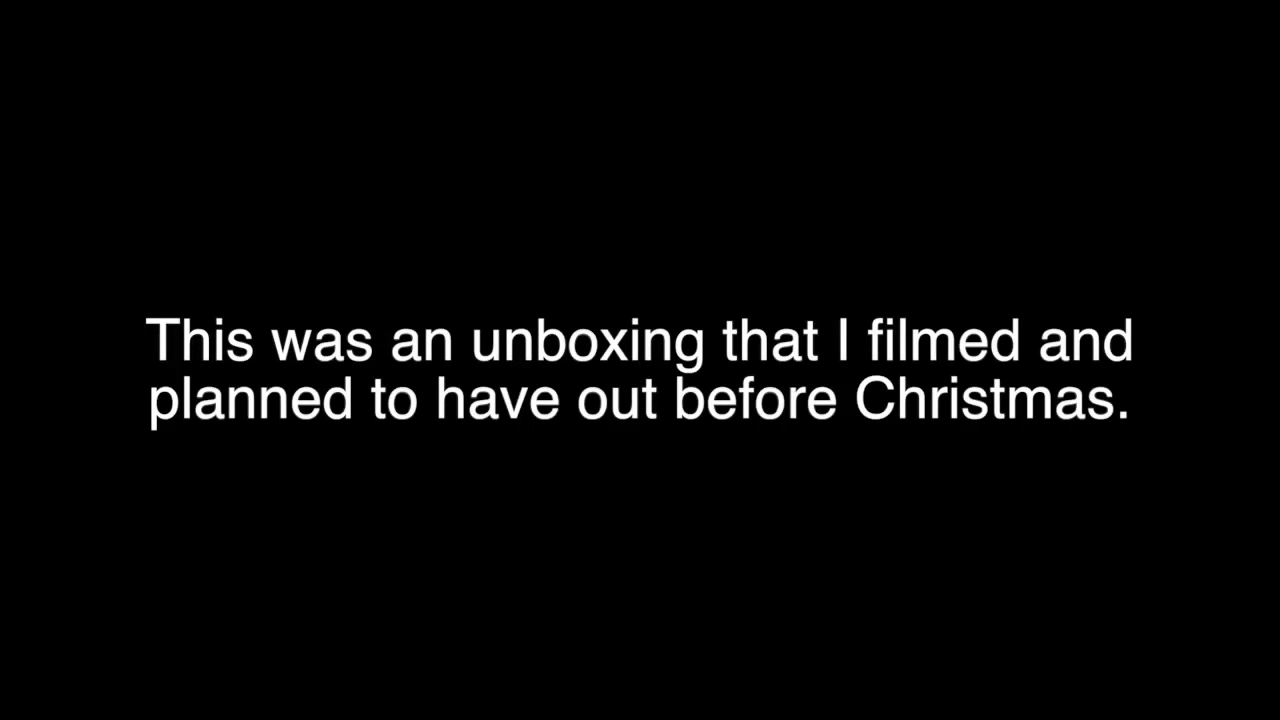 This was an unboxing that I filmed and
planned to have out before Christmas.